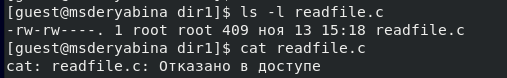 [guest@msderyabina dir1]$ ls -l readfile.c
-rw-rw----. 1 root root 409 ноя 13 15:18 readfile.c
[guest@msderyabina dir1]$ cat readfile.c
cat: readfile.c: Отказано в доступе